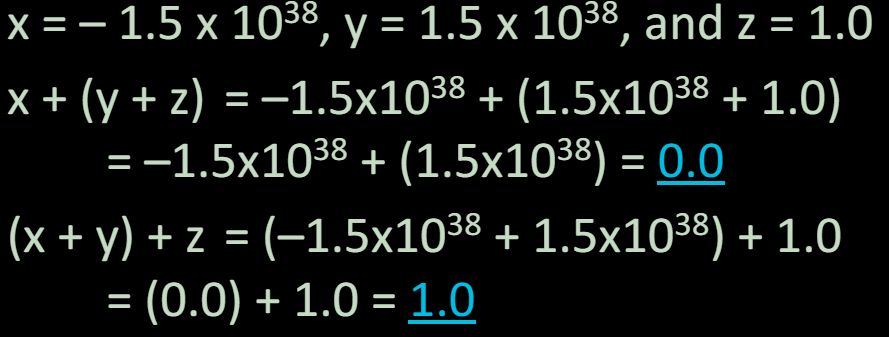 x = – 1.5 x 10³⁸, y = 1.5 x 10³⁸, and z = 1.0
x + (y + z) = –1.5x10³⁸ + (1.5x10³⁸ + 1.0)
= –1.5x10³⁸ + (1.5x10³⁸) = 0.0
(x + y) + z = (–1.5x10³⁸ + 1.5x10³⁸) + 1.0
= (0.0) + 1.0 = 1.0